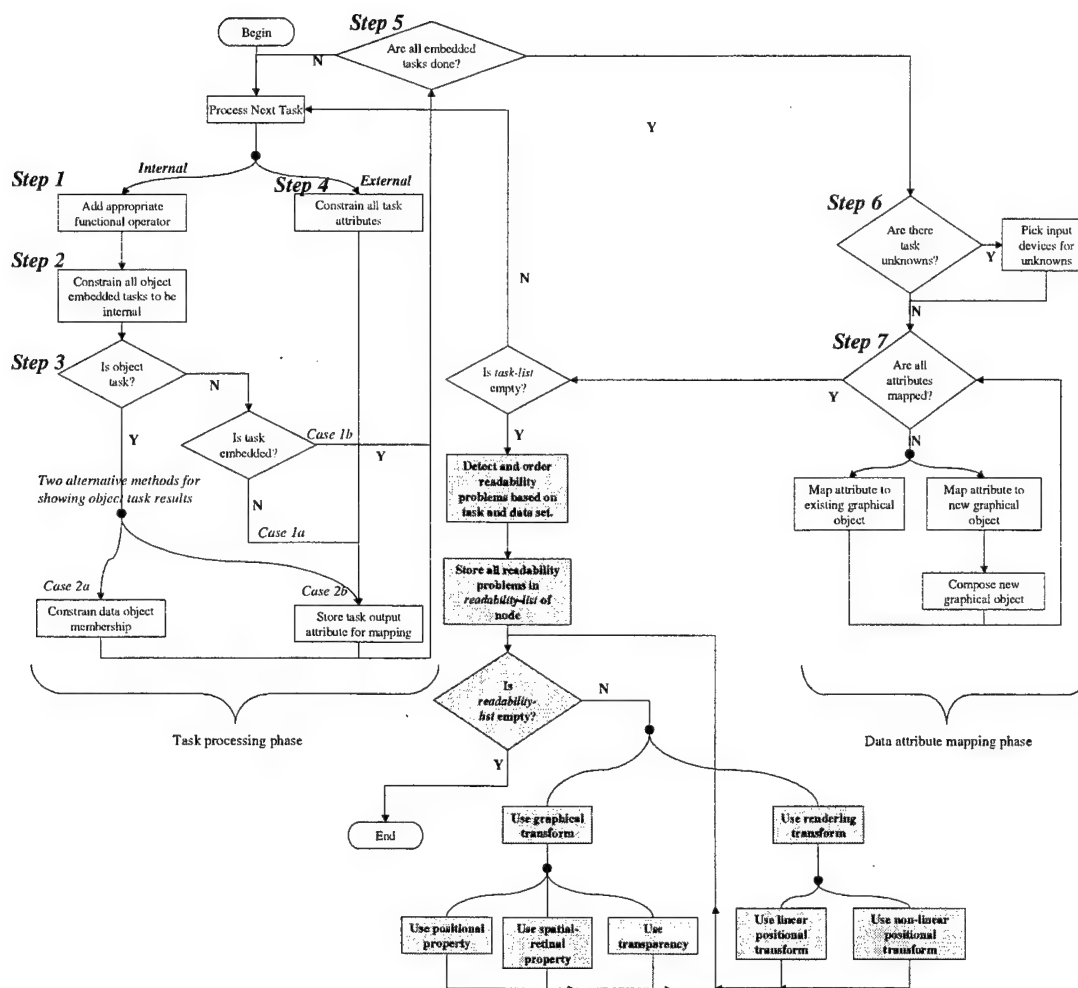 Step 5
Begin
Are all embedded
tasks done?
N
Process Next Task
Y
Internal
External
Step 1
Step 4
Add appropriate
functional operator
Constrain all task
attributes
Step 6
Are there
task
unknowns?
Y
Pick input
devices for
unknowns
Step 2
Constrain all object
embedded tasks to be
internal
N
N
Step 7
Step 3
Is object
task?
N
Is task-list
empty?
Are all
attributes
mapped?
Y
Y
Is task
embedded?
Case 1b
Y
Y
N
Two alternative methods for
showing object task results
N
Case 1a
Detect and order
readability
problems based on
task and data set.
Map attribute to
existing graphical
object
Map attribute to
new graphical
object
Store all readability
problems in
readability-list of
node
Case 2a
Case 2b
Compose new
graphical object
Constrain data object
membership
Store task output
attribute for mapping
Is
readability-
list empty?
N
Task processing phase
Data attribute mapping phase
Y
End
Use graphical
transform
Use rendering
transform
Use positional
property
Use spatial-
retinal
property
Use
transparency
Use linear
positional
transform
Use non-linear
positional
transform